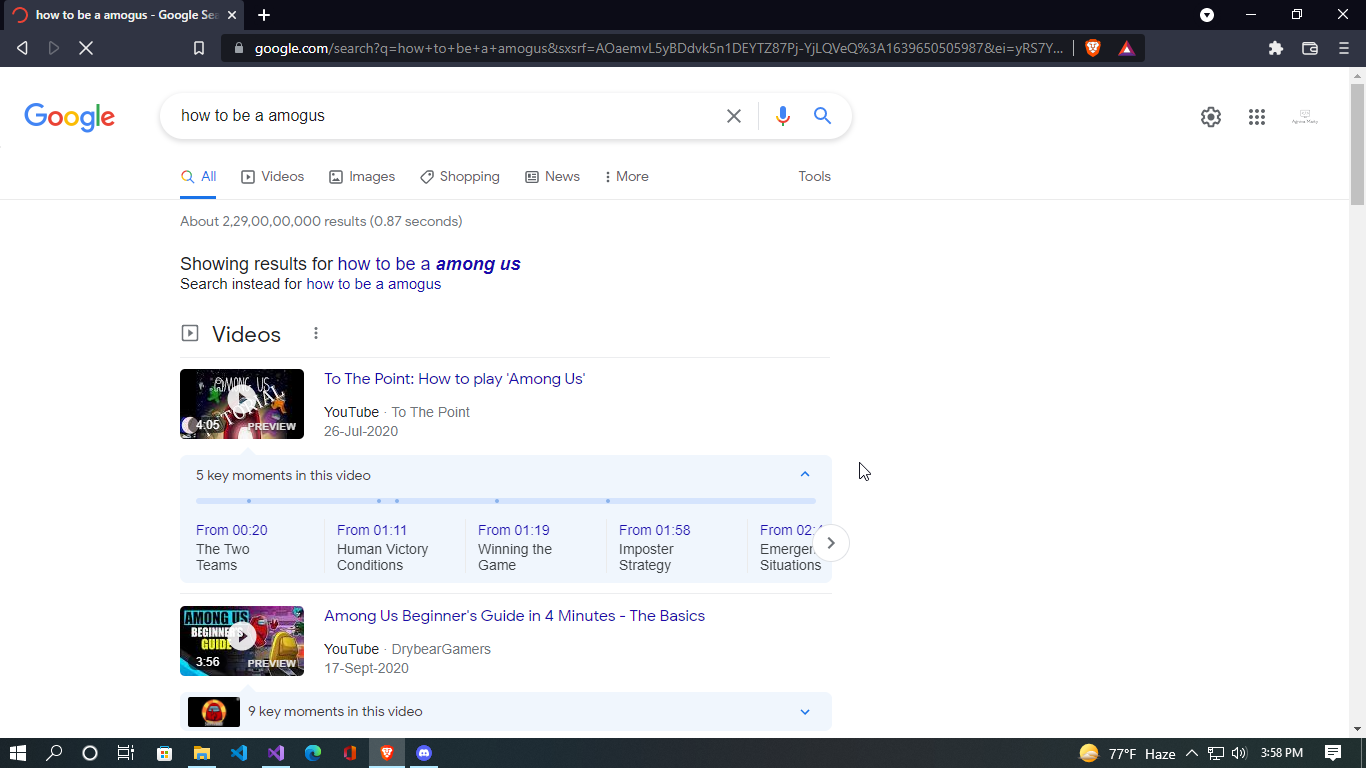 how to be a amogus - Google Sea
google.com/search?q=how+to+be+a+amogus&sxsrf=AOaemvL5yBDdvk5n1DEYTZ87Pj-YjLQVeQ%3A1639650505987&ei=yRS7Y...
Google
how to be a amogus
All
Videos
Images
Shopping
News
More
Tools
About 2,29,00,00,000 results (0.87 seconds)
Showing results for how to be a among us
Search instead for how to be a amogus
Videos
AMONG US
TUTORIAL
4:05
PREVIEW
To The Point: How to play 'Among Us'
YouTube · To The Point
26-Jul-2020
5 key moments in this video
From 00:20
The Two
Teams
From 01:11
Human Victory
Conditions
From 01:19
Winning the
Game
From 01:58
Imposter
Strategy
From 02:
Emergen
Situations
AMONG US
BEGINNER'S
GUIDE
3:56
PREVIEW
Among Us Beginner's Guide in 4 Minutes - The Basics
YouTube · DrybearGamers
17-Sept-2020
9 key moments in this video
77°F Haze
3:58 PM